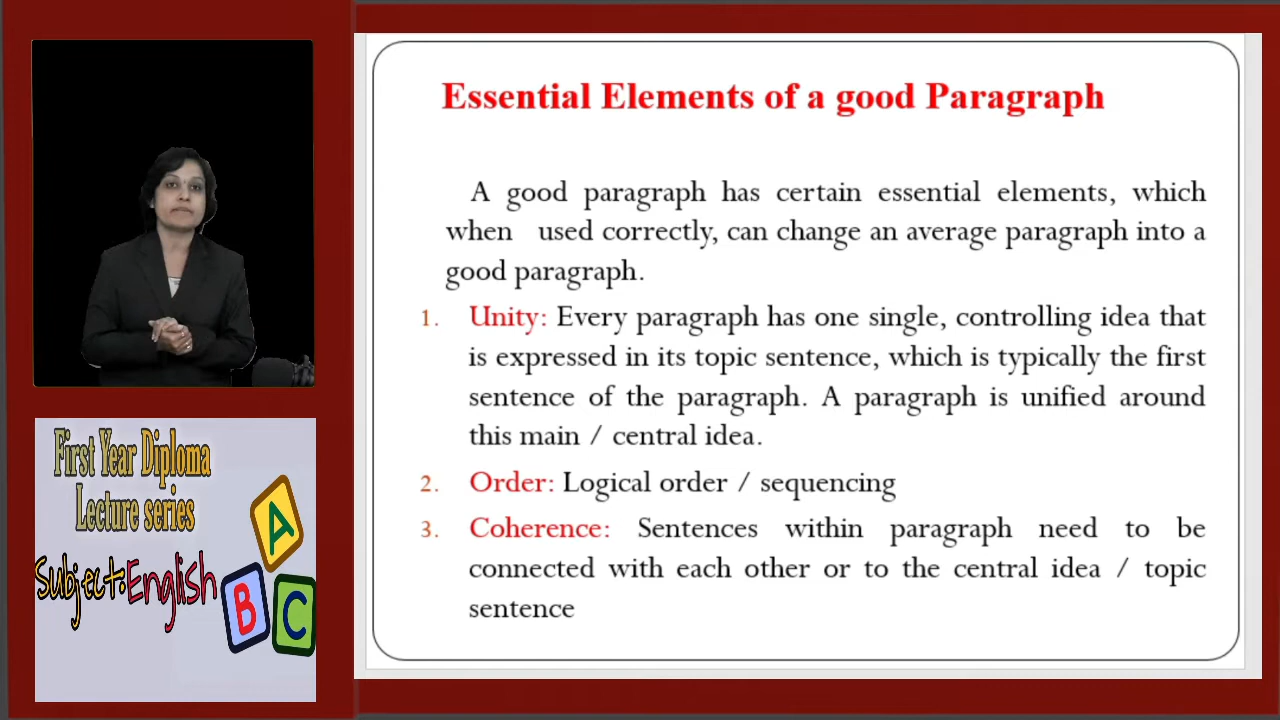 Essential Elements of a good Paragraph
A good paragraph has certain essential elements, which
when used correctly, can change an average paragraph into a
good paragraph.
1. Unity: Every paragraph has one single, controlling idea that
is expressed in its topic sentence, which is typically the first
sentence of the paragraph. A paragraph is unified around
this main / central idea.
2. Order: Logical order / sequencing
3. Coherence: Sentences within paragraph need to be
connected with each other or to the central idea / topic
sentence
First Year Diploma
Lecture series
Subject:English
A
B
C